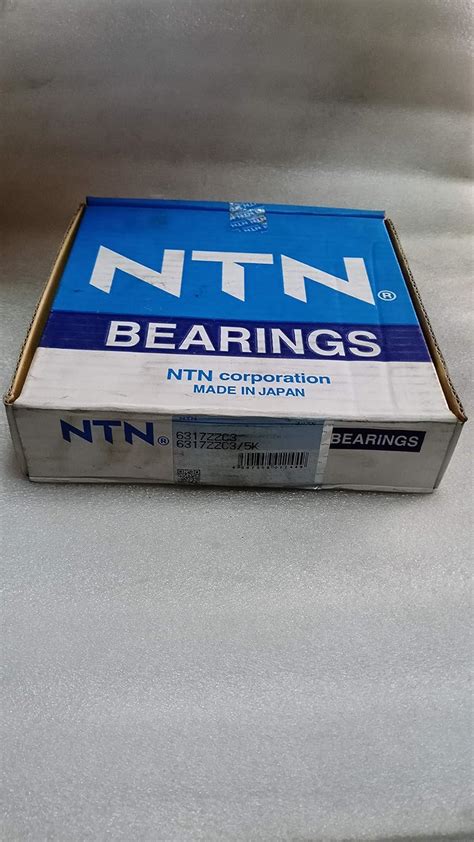 NTN®
BEARINGS
NTN corporation
MADE IN JAPAN
NTN®
6317ZZC3
6317ZZC3/5K
BEARINGS